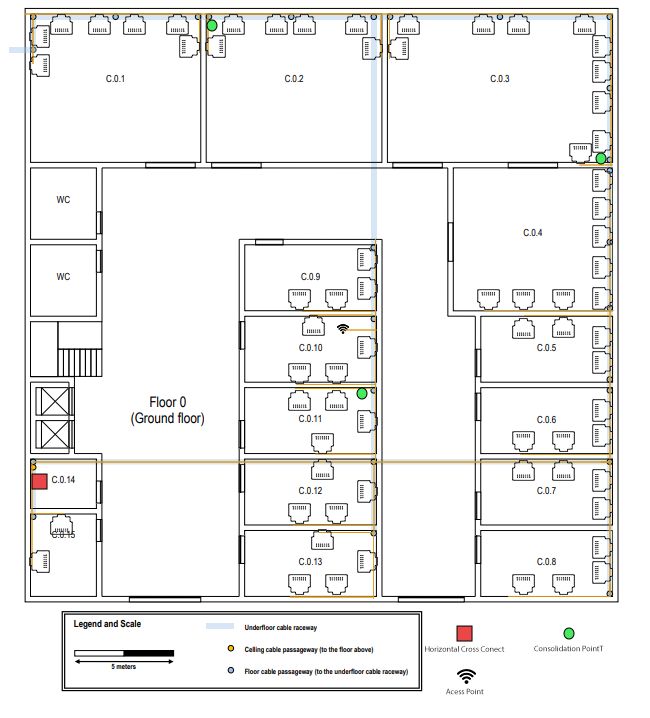 C.0.1
C.0.2
C.0.3
WC
C.0.4
WC
C.0.9
C.0.10
C.0.5
Floor 0
(Ground floor)
C.0.11
C.0.6
C.0.14
C.0.12
C.0.7
C.0.15
C.0.13
C.0.8
Legend and Scale
5 meters
Underfloor cable raceway
Celling cable passageway (to the floor above)
Floor cable passageway (to the underfloor cable raceway)
Horizontal Cross Conect
Consolidation PointT
Acess Point